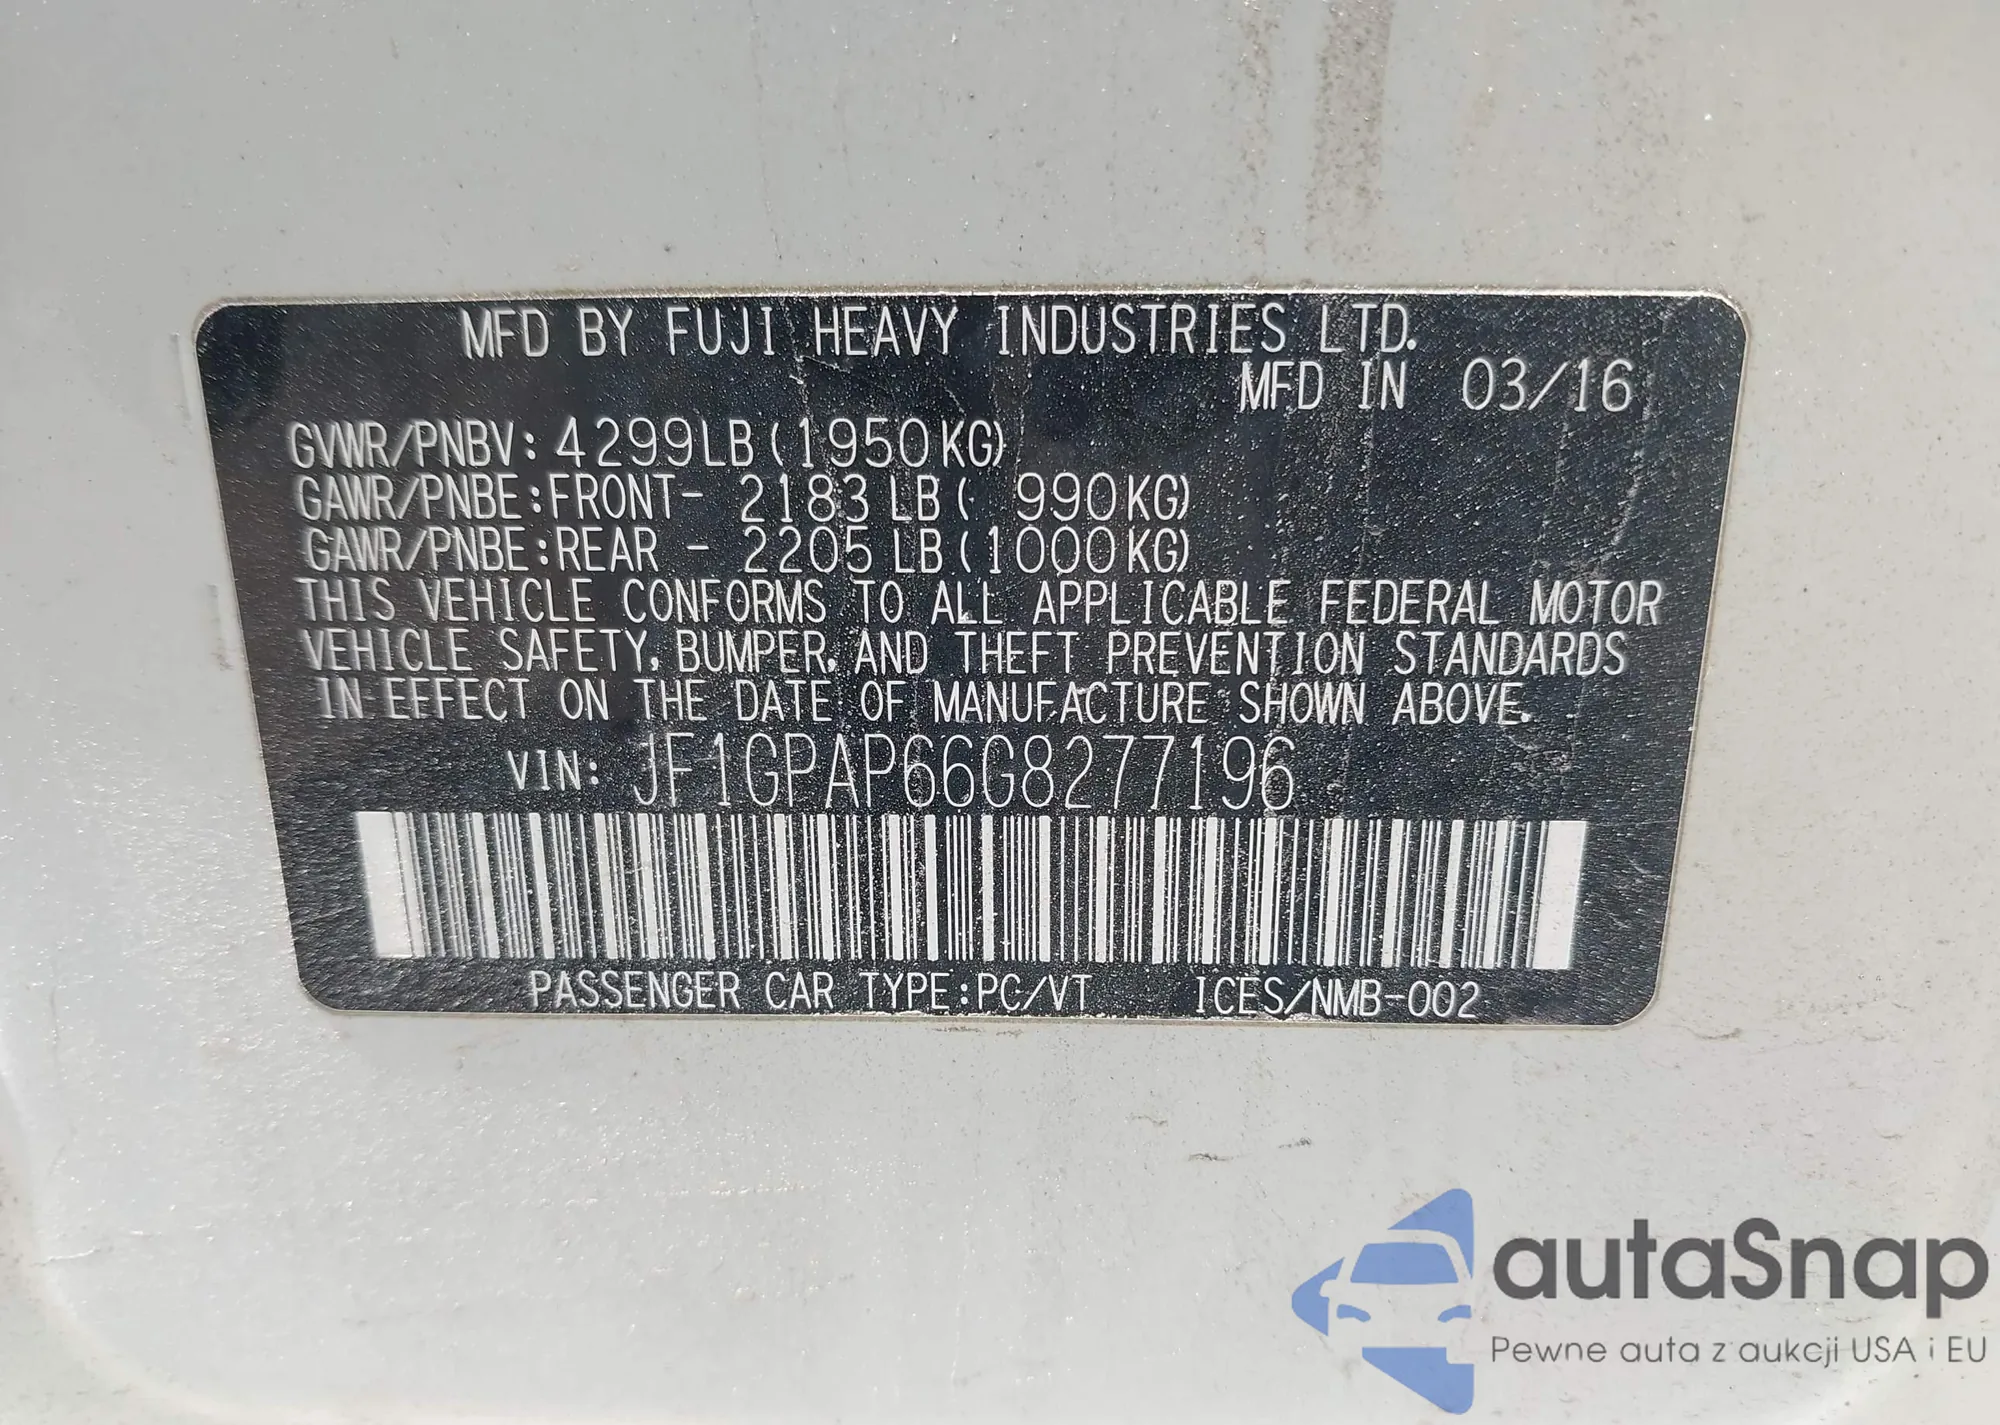 MFD BY FUJI HEAVY INDUSTRIES LTD.
MFD IN 03/16
GVWR/PNBV: 4299LB (1950KG)
GAWR/PNBE:FRONT- 2183 LB ( 990KG)
GAWR/PNBE:REAR - 2205 LB (1000KG)
THIS VEHICLE CONFORMS TO ALL APPLICABLE FEDERAL MOTOR
VEHICLE SAFETY, BUMPER, AND THEFT PREVENTION STANDARDS
IN EFFECT ON THE DATE OF MANUFACTURE SHOWN ABOVE.
VIN: JF1GPAP66G8277196
PASSENGER CAR TYPE:PC/VT ICES/NMB-002
autaSnap
Pewne auta z aukcji USA i EU